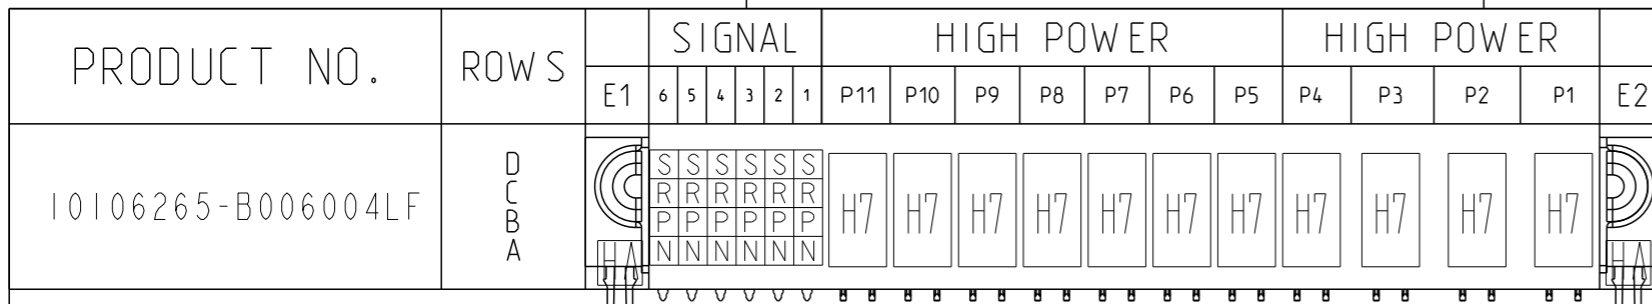 PRODUCT NO. ROWS SIGNAL HIGH POWER HIGH POWER
E1 6 5 4 3 2 1 P11 P10 P9 P8 P7 P6 P5 P4 P3 P2 P1 E2
10106265-B006004LF
D S S S S S S
C R R R R R R
B P P P P P P
A N N N N N N
H7 H7 H7 H7 H7 H7 H7 H7 H7 H7 H7